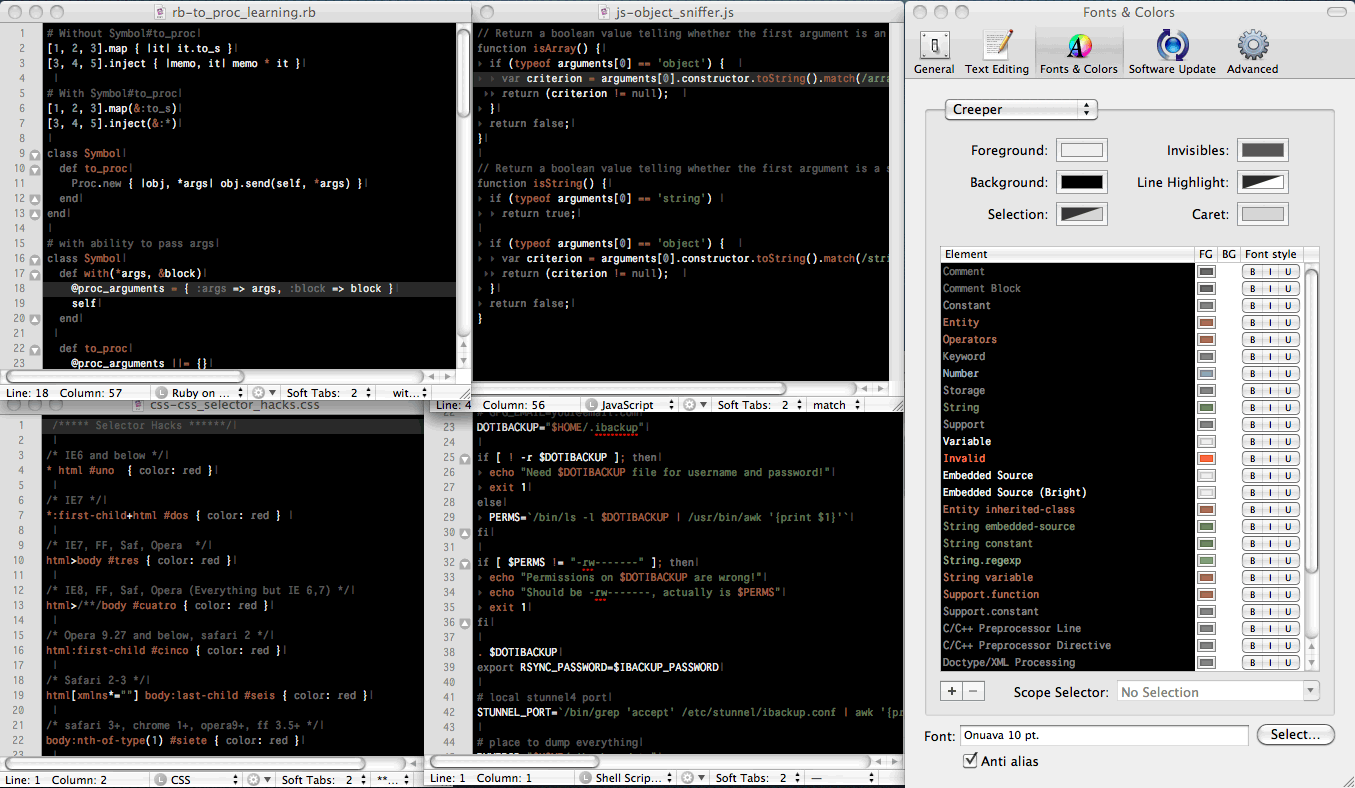 rb-to_proc_learning.rb
1 # Without Symbol#to_proc
2 [1, 2, 3].map { |it| it.to_s }
3 [3, 4, 5].inject { |memo, it| memo * it }
4
5 # With Symbol#to_proc
6 [1, 2, 3].map(&:to_s)
7 [3, 4, 5].inject(&:*)
8
9 class Symbol
10 def to_proc
11 Proc.new { |obj, *args| obj.send(self, *args) }
12 end
13 end
14
15 # with ability to pass args
16 class Symbol
17 def with(*args, &block)
18 @proc_arguments = { :args => args, :block => block }
19 self
20 end
21
22 def to_proc
23 @proc_arguments ||= {}
Line: 18 Column: 57 L Ruby on ... Soft Tabs: 2 wit...
js-object_sniffer.js
// Return a boolean value telling whether the first argument is an
function isArray() {
if (typeof arguments[0] == 'object') {
var criterion = arguments[0].constructor.toString().match(/arra
return (criterion != null);
}
return false;
}
// Return a boolean value telling whether the first argument is a s
function isString() {
if (typeof arguments[0] == 'string')
return true;
if (typeof arguments[0] == 'object') {
var criterion = arguments[0].constructor.toString().match(/stri
return (criterion != null);
}
return false;
}
Line: 4 Column: 56 L JavaScript Soft Tabs: 2 match
css-css_selector_hacks.css
1 /***** Selector Hacks ******/
2
3 /* IE6 and below */
4 * html #uno { color: red }
5
6 /* IE7 */
7 *:first-child+html #dos { color: red }
8
9 /* IE7, FF, Saf, Opera */
10 html>body #tres { color: red }
11
12 /* IE8, FF, Saf, Opera (Everything but IE 6,7) */
13 html>/**/body #cuatro { color: red }
14
15 /* Opera 9.27 and below, safari 2 */
16 html:first-child #cinco { color: red }
17
18 /* Safari 2-3 */
19 html[xmlns*=""] body:last-child #seis { color: red }
20
21 /* safari 3+, chrome 1+, opera9+, ff 3.5+ */
22 body:nth-of-type(1) #siete { color: red }
23
Line: 1 Column: 2 L CSS Soft Tabs: 2 **...
22
23 DOTIBACKUP="$HOME/.ibackup"
24
25 if [ ! -r $DOTIBACKUP ]; then
26 echo "Need $DOTIBACKUP file for username and password!"
27 exit 1
28 else
29 PERMS=`/bin/ls -l $DOTIBACKUP | /usr/bin/awk '{print $1}'`
30 fi
31
32 if [ $PERMS != "-rw-------" ]; then
33 echo "Permissions on $DOTIBACKUP are wrong!"
34 echo "Should be -rw-------, actually is $PERMS"
35 exit 1
36 fi
37
38 . $DOTIBACKUP
39 export RSYNC_PASSWORD=$IBACKUP_PASSWORD
40
41 # local stunnel4 port
42 STUNNEL_PORT=`/bin/grep 'accept' /etc/stunnel/ibackup.conf | awk '{pr
43
44 # place to dump everything
Line: 1 Column: 1 L Shell Scrip... Soft Tabs: 2 —
Fonts & Colors
General Text Editing Fonts & Colors Software Update Advanced
Creeper
Foreground: Invisibles:
Background: Line Highlight:
Selection: Caret:
Element FG BG Font style
Comment B I U
Comment Block B I U
Constant B I U
Entity B I U
Operators B I U
Keyword B I U
Number B I U
Storage B I U
String B I U
Support B I U
Variable B I U
Invalid B I U
Embedded Source B I U
Embedded Source (Bright) B I U
Entity inherited-class B I U
String embedded-source B I U
String constant B I U
String.regexp B I U
String variable B I U
Support.function B I U
Support.constant B I U
C/C++ Preprocessor Line B I U
C/C++ Preprocessor Directive B I U
Doctype/XML Processing B I U
+ − Scope Selector: No Selection
Font: Onuava 10 pt. Select...
Anti alias